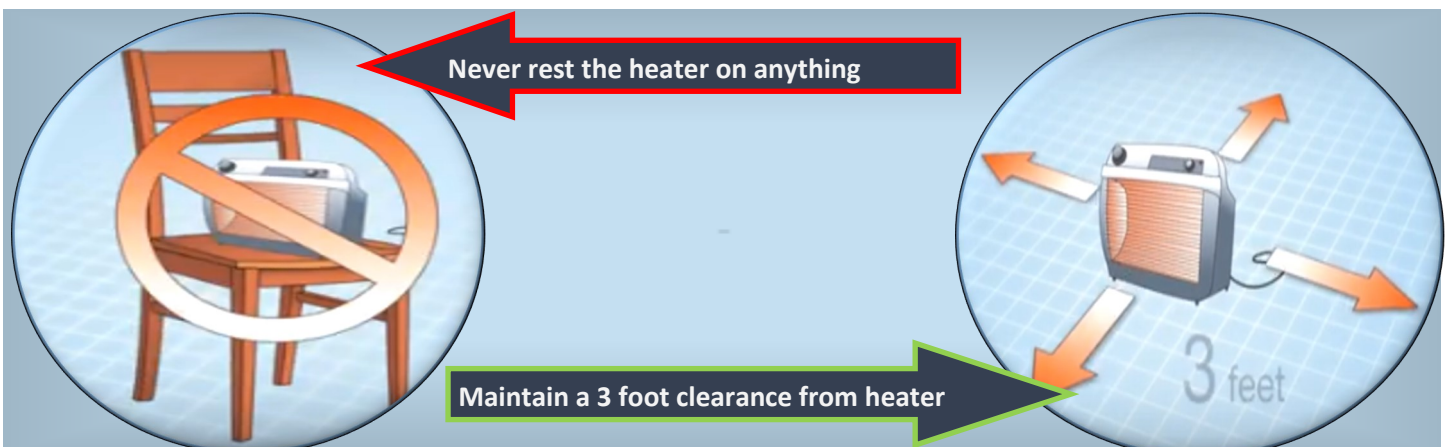 Never rest the heater on anything
3 feet
Maintain a 3 foot clearance from heater